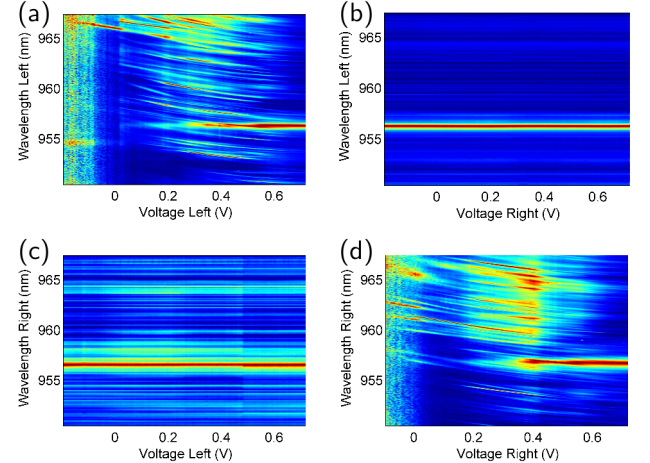 (a)
(b)
Wavelength Left (nm)
965
960
955
0 0.2 0.4 0.6
Voltage Left (V)
Wavelength Left (nm)
965
960
955
0 0.2 0.4 0.6
Voltage Right (V)
(c)
(d)
Wavelength Right (nm)
965
960
955
0 0.2 0.4 0.6
Voltage Left (V)
Wavelength Right (nm)
965
960
955
0 0.2 0.4 0.6
Voltage Right (V)